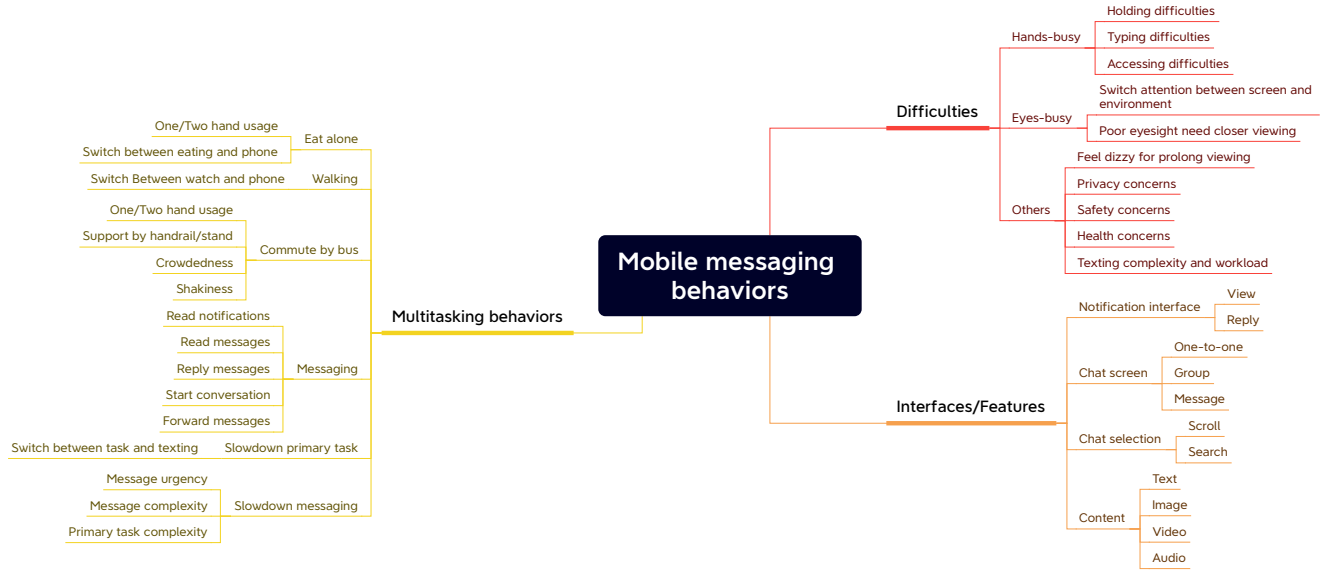 Mobile messaging
behaviors
Difficulties
Hands-busy
Holding difficulties
Typing difficulties
Accessing difficulties
Eyes-busy
Switch attention between screen and
environment
Poor eyesight need closer viewing
Others
Feel dizzy for prolong viewing
Privacy concerns
Safety concerns
Health concerns
Texting complexity and workload
Interfaces/Features
Notification interface
View
Reply
Chat screen
One-to-one
Group
Message
Chat selection
Scroll
Search
Content
Text
Image
Video
Audio
Multitasking behaviors
Eat alone
One/Two hand usage
Switch between eating and phone
Walking
Switch Between watch and phone
Commute by bus
One/Two hand usage
Support by handrail/stand
Crowdedness
Shakiness
Messaging
Read notifications
Read messages
Reply messages
Start conversation
Forward messages
Slowdown primary task
Switch between task and texting
Slowdown messaging
Message urgency
Message complexity
Primary task complexity